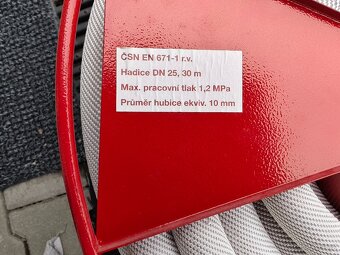 ČSN EN 671-1 r.v.
Hadice DN 25, 30 m
Max. pracovní tlak 1,2 MPa
Průměr hubice ekviv. 10 mm